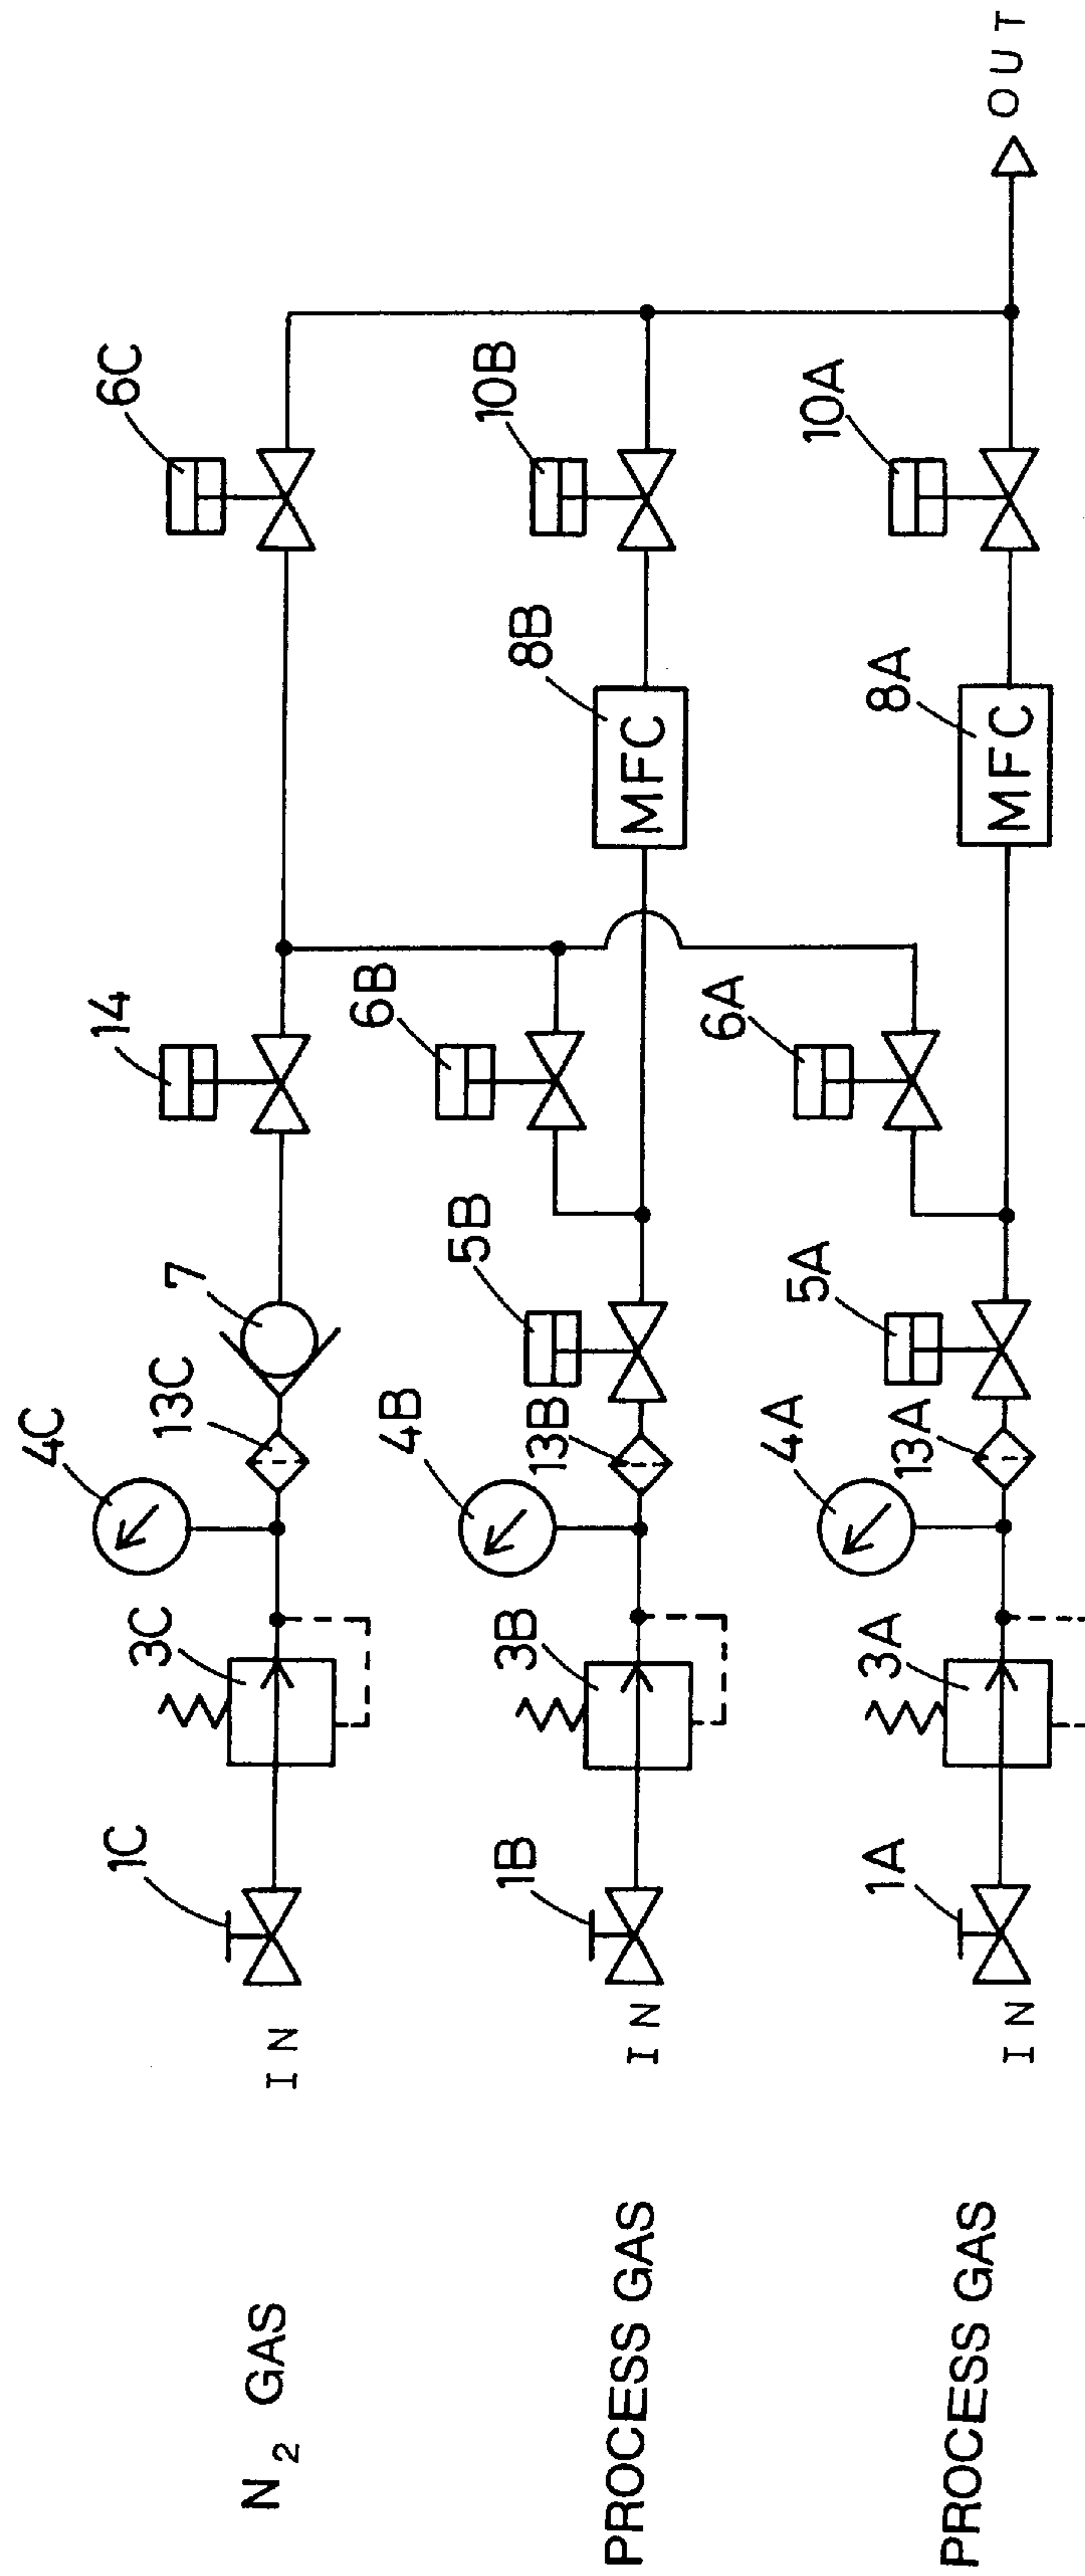 N₂ GAS
IN
1C
3C
4C
13C
7
14
6C
PROCESS GAS
IN
1B
3B
4B
13B
5B
6B
MFC
8B
10B
PROCESS GAS
IN
1A
3A
4A
13A
5A
6A
MFC
8A
10A
OUT